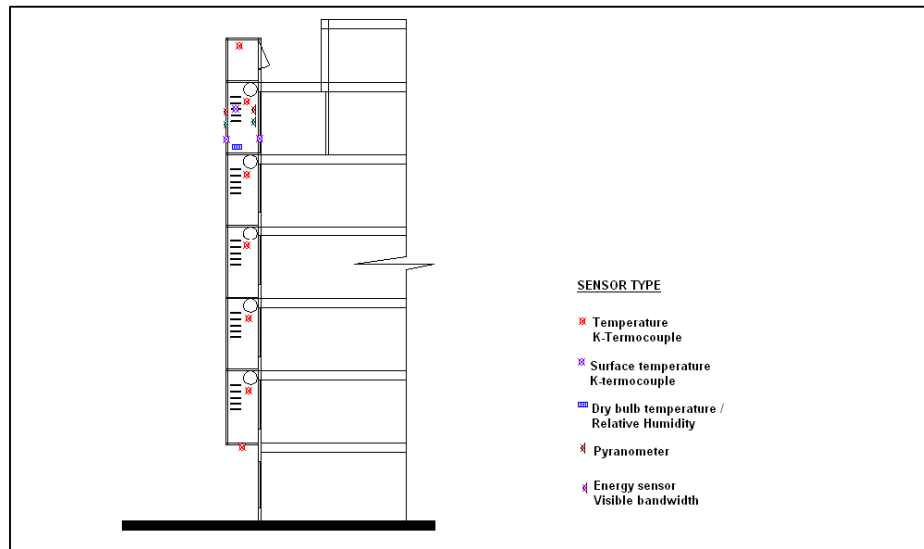 SENSOR TYPE
Temperature
K-Termocouple
Surface temperature
K-termocouple
Dry bulb temperature /
Relative Humidity
Pyranometer
Energy sensor
Visible bandwidth